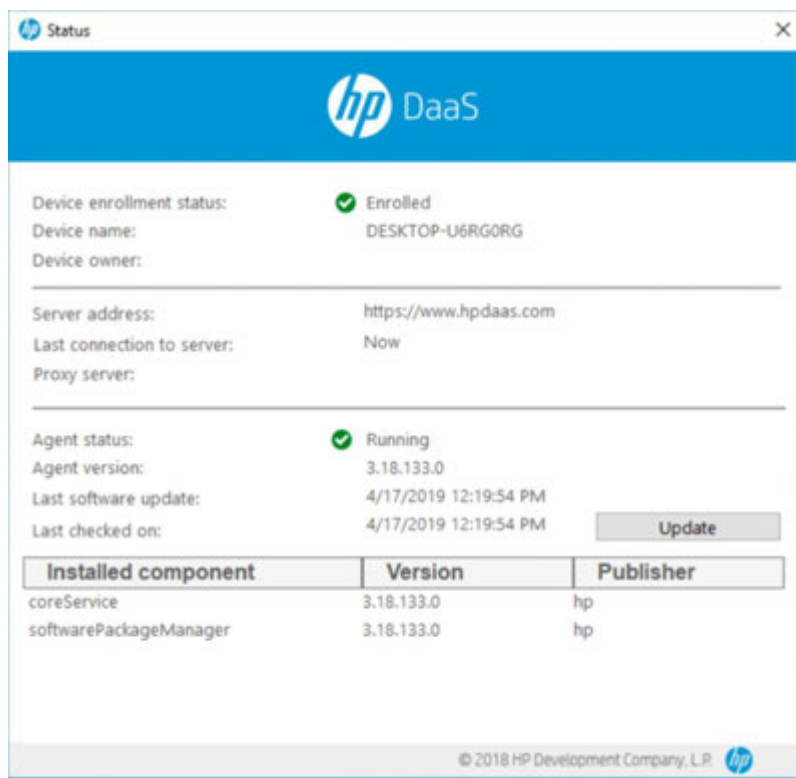 hp Status
hp DaaS
Device enrollment status: Enrolled
Device name: DESKTOP-U6RG0RG
Device owner:
Server address: https://www.hpdaas.com
Last connection to server: Now
Proxy server:
Agent status: Running
Agent version: 3.18.133.0
Last software update: 4/17/2019 12:19:54 PM
Last checked on: 4/17/2019 12:19:54 PM Update
Installed component Version Publisher
coreService 3.18.133.0 hp
softwarePackageManager 3.18.133.0 hp
© 2018 HP Development Company, L.P. hp